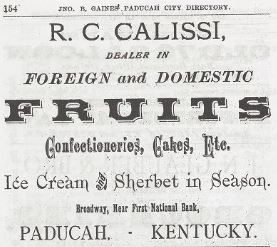 154 JNO. B. GAINES' PADUCAH CITY DIRECTORY.
R. C. CALISSI,
DEALER IN
FOREIGN and DOMESTIC
FRUITS
Confectioneries, Cakes, Etc.
Ice Cream and Sherbet in Season.
Broadway, Near First National Bank,
PADUCAH, - KENTUCKY.